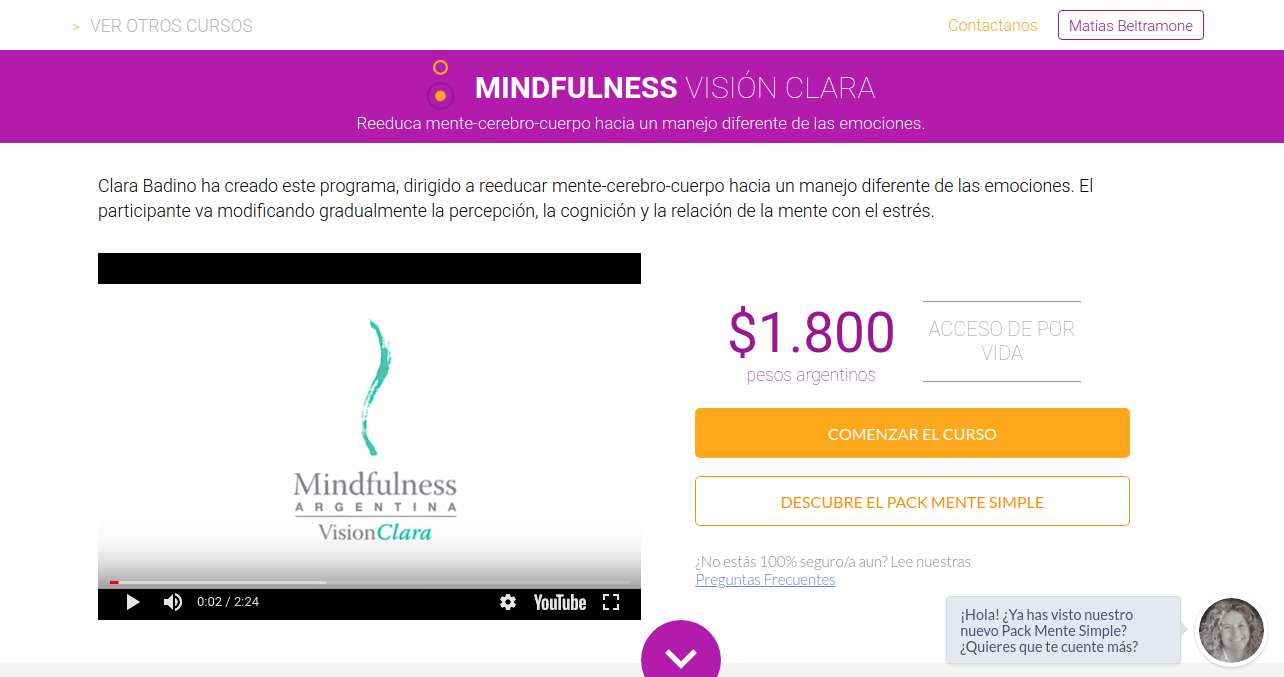 > VER OTROS CURSOS
Contactanos
Matias Beltramone
MINDFULNESS VISIÓN CLARA
Reeduca mente-cerebro-cuerpo hacia un manejo diferente de las emociones.
Clara Badino ha creado este programa, dirigido a reeducar mente-cerebro-cuerpo hacia un manejo diferente de las emociones. El
participante va modificando gradualmente la percepción, la cognición y la relación de la mente con el estrés.
Mindfulness
ARGENTINA
VisionClara
0:02 / 2:24
YouTube
$1.800
pesos argentinos
ACCESO DE POR
VIDA
COMENZAR EL CURSO
DESCUBRE EL PACK MENTE SIMPLE
¿No estás 100% seguro/a aun? Lee nuestras
Preguntas Frecuentes
¡Hola! ¿Ya has visto nuestro
nuevo Pack Mente Simple?
¿Quieres que te cuente más?